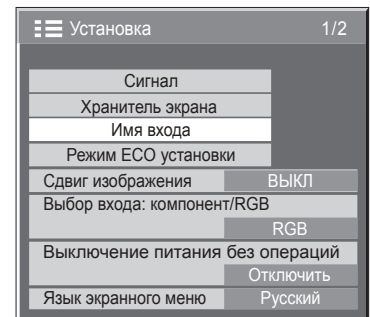 Установка 1/2
Сигнал
Хранитель экрана
Имя входа
Режим ECO установки
Сдвиг изображения ВЫКЛ
Выбор входа: компонент/RGB
RGB
Выключение питания без операций
Отключить
Язык экранного меню Русский